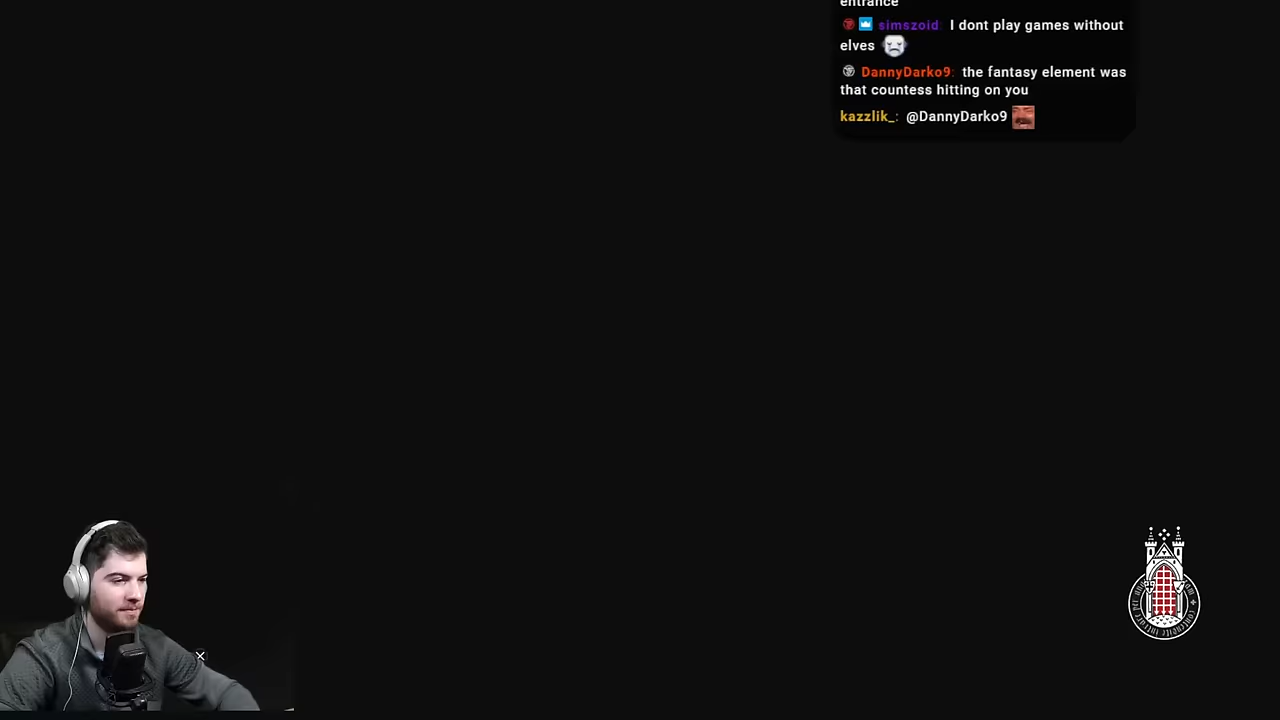 entrance
simszoid: I dont play games without
elves
DannyDarko9: the fantasy element was
that countess hitting on you
kazzlik_: @DannyDarko9